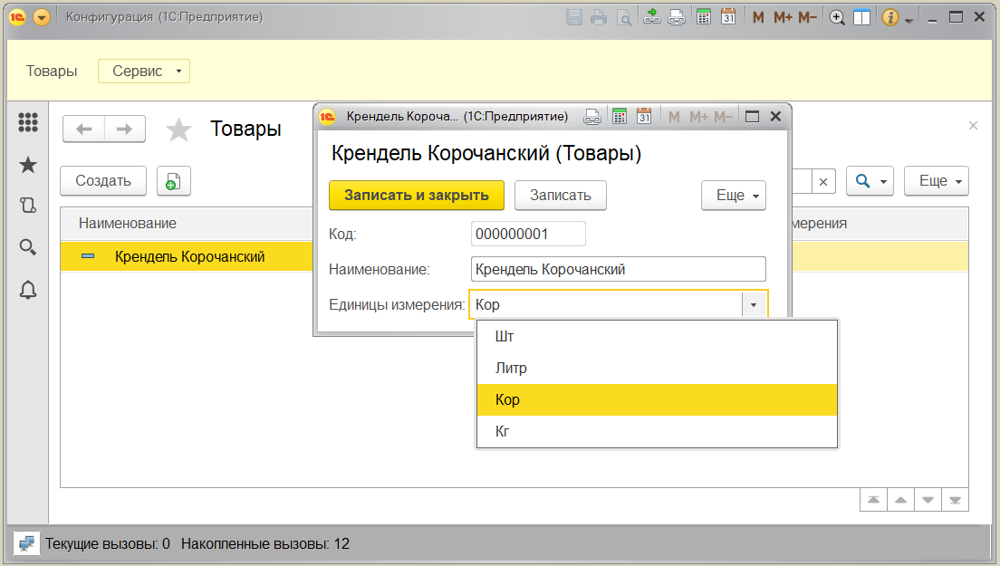 Конфигурация (1С:Предприятие)
31 M M+ M−
Товары Сервис
Товары
Создать
Еще
Наименование
мерения
Крендель Корочанский
Крендель Короча... (1С:Предприятие)
31 M M+ M−
Крендель Корочанский (Товары)
Записать и закрыть Записать Еще
Код: 000000001
Наименование: Крендель Корочанский
Единицы измерения: Кор
Шт
Литр
Кор
Кг
Текущие вызовы: 0 Накопленные вызовы: 12